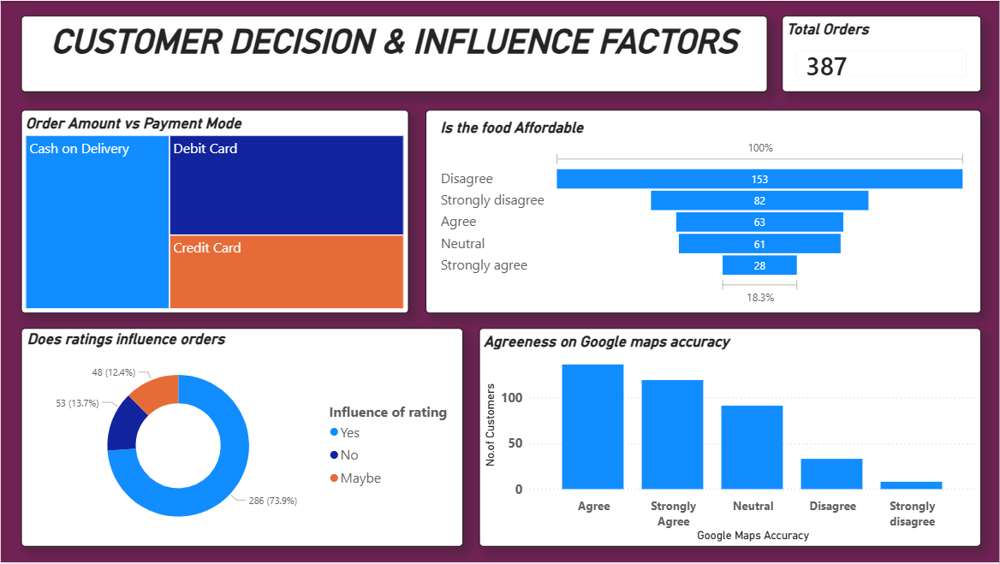 CUSTOMER DECISION & INFLUENCE FACTORS
Total Orders
387
Order Amount vs Payment Mode
Cash on Delivery
Debit Card
Credit Card
Is the food Affordable
100%
Disagree 153
Strongly disagree 82
Agree 63
Neutral 61
Strongly agree 28
18.3%
Does ratings influence orders
48 (12.4%)
53 (13.7%)
286 (73.9%)
Influence of rating
Yes
No
Maybe
Agreeness on Google maps accuracy
No.of Customers
100
50
0
Agree
Strongly
Agree
Neutral
Disagree
Strongly
disagree
Google Maps Accuracy